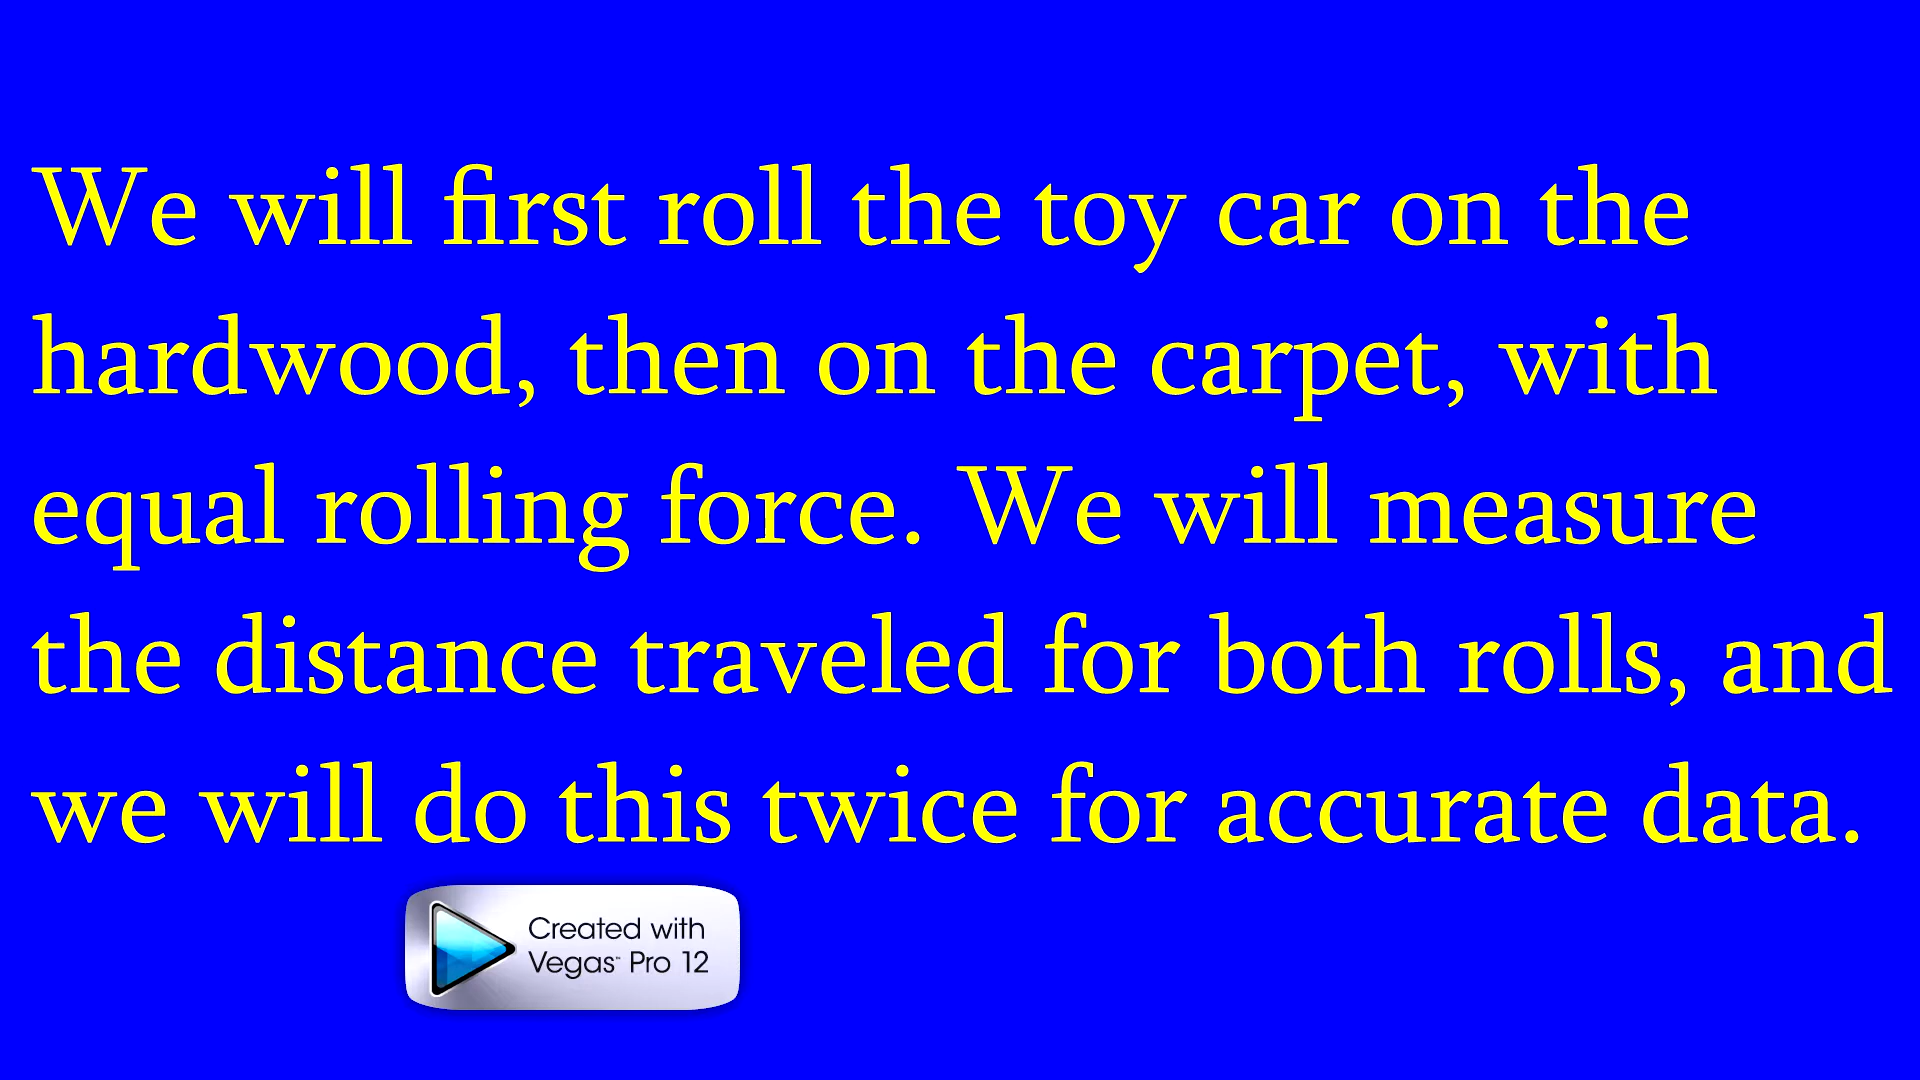 We will first roll the toy car on the
hardwood, then on the carpet, with
equal rolling force. We will measure
the distance traveled for both rolls, and
we will do this twice for accurate data.
Created with
Vegas™ Pro 12